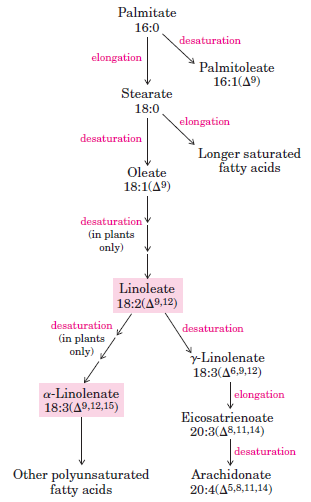 Palmitate
16:0
desaturation
elongation
Palmitoleate
16:1(Δ⁹)
Stearate
18:0
elongation
desaturation
Longer saturated
fatty acids
Oleate
18:1(Δ⁹)
desaturation
(in plants
only)
Linoleate
18:2(Δ⁹,¹²)
desaturation
(in plants
only)
desaturation
γ-Linolenate
18:3(Δ⁶,⁹,¹²)
α-Linolenate
18:3(Δ⁹,¹²,¹⁵)
elongation
Eicosatrienoate
20:3(Δ⁸,¹¹,¹⁴)
desaturation
Other polyunsaturated
fatty acids
Arachidonate
20:4(Δ⁵,⁸,¹¹,¹⁴)